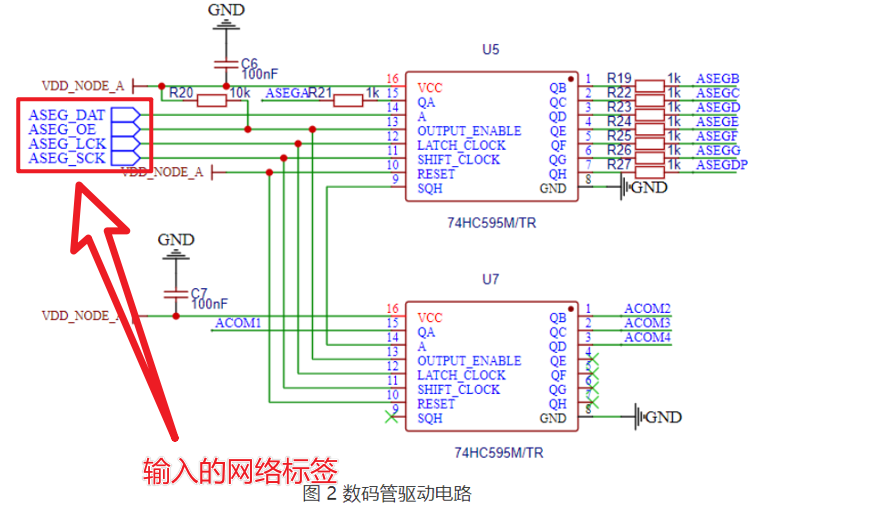 GND
C6
100nF
U5
VDD_NODE_A
R20 10k ASEGA R21 1k
ASEG_DAT
ASEG_OE
ASEG_LCK
ASEG_SCK
VDD_NODE_A
16 VCC
15 QA
14 A
13 OUTPUT_ENABLE
12 LATCH_CLOCK
11 SHIFT_CLOCK
10 RESET
9 SQH
QB 1 R19 1k ASEGB
QC 2 R22 1k ASEGC
QD 3 R23 1k ASEGD
QE 4 R24 1k ASEGE
QF 5 R25 1k ASEGF
QG 6 R26 1k ASEGG
QH 7 R27 1k ASEGDP
GND 8 GND
74HC595M/TR
GND
C7
100nF
U7
VDD_NODE_A
ACOM1
16 VCC
15 QA
14 A
13 OUTPUT_ENABLE
12 LATCH_CLOCK
11 SHIFT_CLOCK
10 RESET
9 SQH
QB 1 ACOM2
QC 2 ACOM3
QD 3 ACOM4
QE 4
QF 5
QG 6
QH 7
GND 8 GND
74HC595M/TR
输入的网络标签
图 2 数码管驱动电路